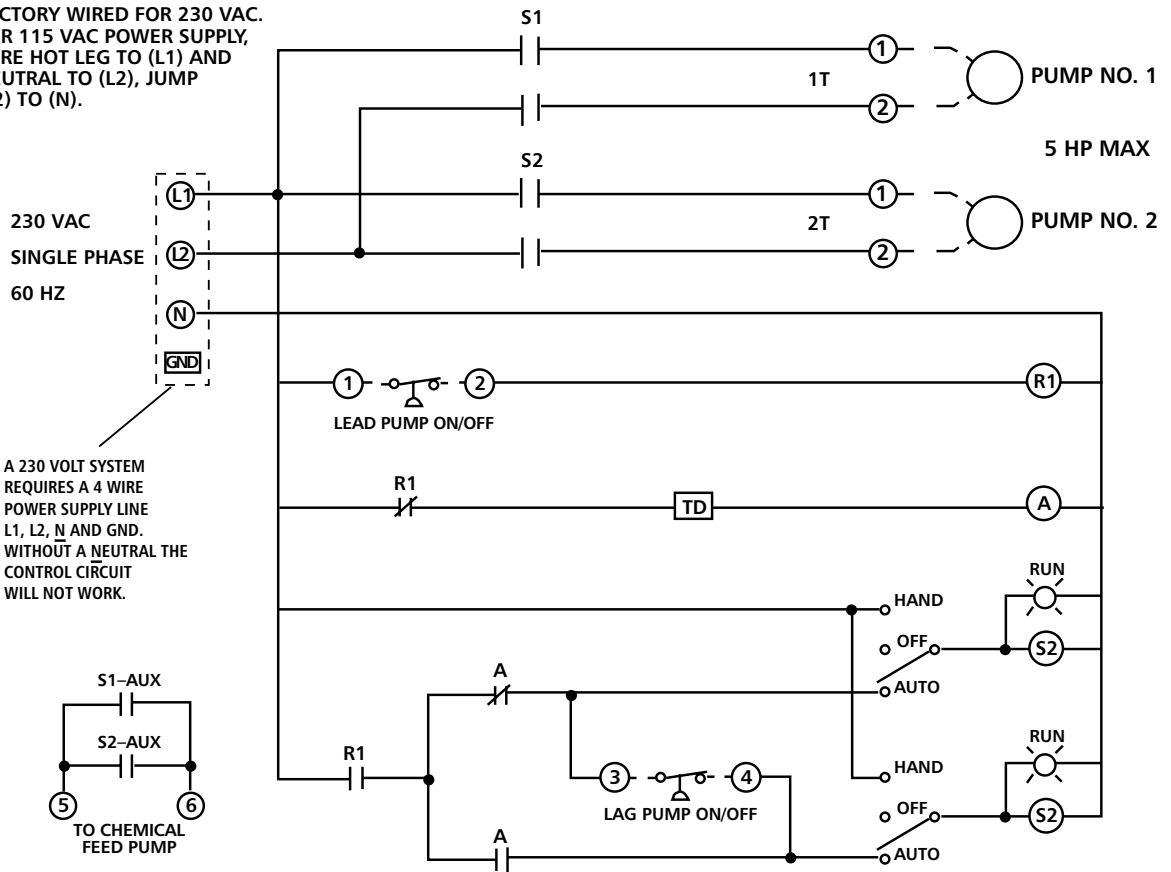 CTORY WIRED FOR 230 VAC.
R 115 VAC POWER SUPPLY,
RE HOT LEG TO (L1) AND
UTRAL TO (L2), JUMP
2) TO (N).
S1
1
1T
2
PUMP NO. 1
5 HP MAX
S2
1
2T
2
PUMP NO. 2
230 VAC
SINGLE PHASE
60 HZ
L1
L2
N
GND
1
2
LEAD PUMP ON/OFF
R1
A 230 VOLT SYSTEM
REQUIRES A 4 WIRE
POWER SUPPLY LINE
L1, L2, N AND GND.
WITHOUT A NEUTRAL THE
CONTROL CIRCUIT
WILL NOT WORK.
R1
TD
A
HAND
OFF
AUTO
RUN
S2
A
R1
3
4
LAG PUMP ON/OFF
A
HAND
OFF
AUTO
RUN
S2
S1–AUX
S2–AUX
5
6
TO CHEMICAL
FEED PUMP